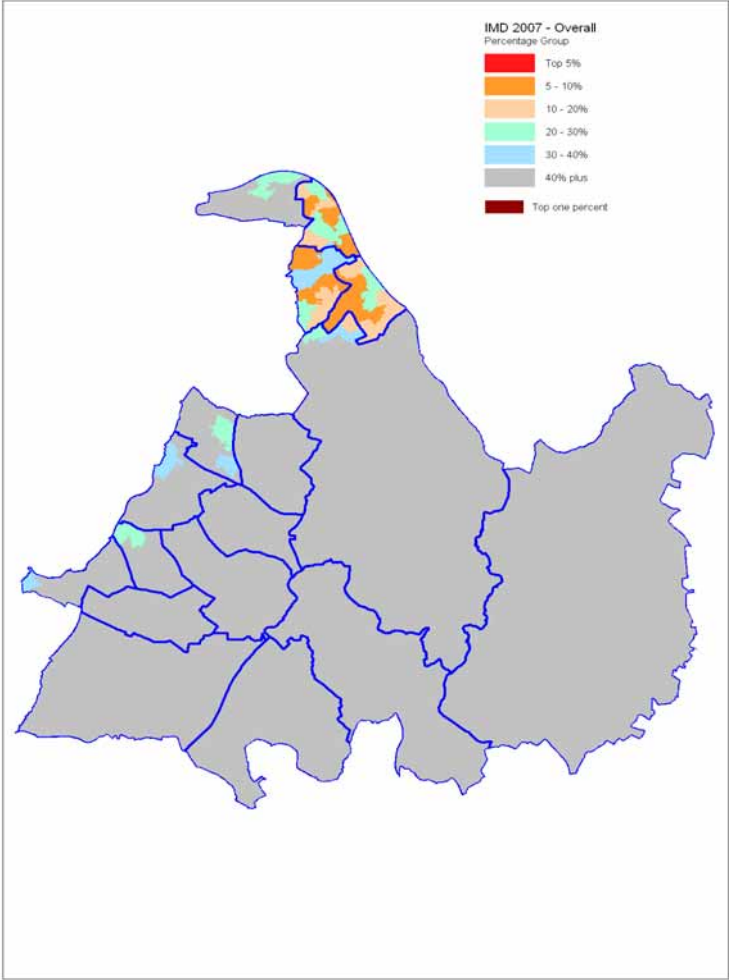 IMD 2007 - Overall
Percentage Group
Top 5%
5 - 10%
10 - 20%
20 - 30%
30 - 40%
40% plus
Top one percent